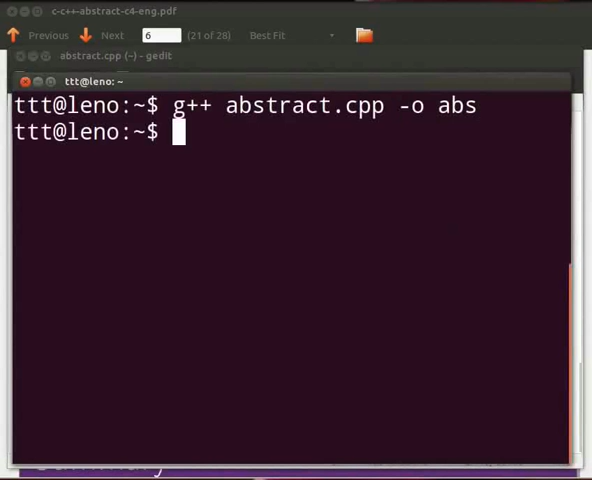 c-c++-abstract-c4-eng.pdf
Previous Next 6 (21 of 28) Best Fit
abstract.cpp (~) - gedit
ttt@leno: ~
ttt@leno:~$ g++ abstract.cpp -o abs
ttt@leno:~$